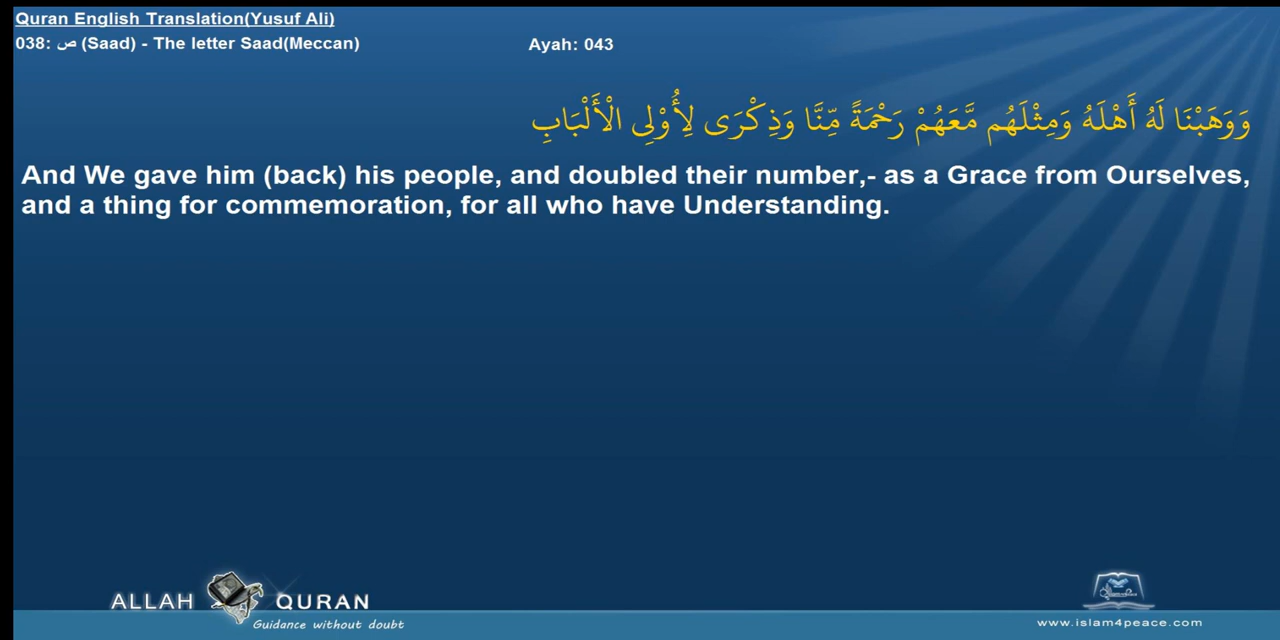 Quran English Translation(Yusuf Ali)
038: ص (Saad) - The letter Saad(Meccan) Ayah: 043
وَوَهَبْنَا لَهُ أَهْلَهُ وَمِثْلَهُم مَّعَهُمْ رَحْمَةً مِّنَّا وَذِكْرَى لِأُوْلِي الْأَلْبَابِ
And We gave him (back) his people, and doubled their number,- as a Grace from Ourselves,
and a thing for commemoration, for all who have Understanding.
ALLAH QURAN
Guidance without doubt
www.islam4peace.com